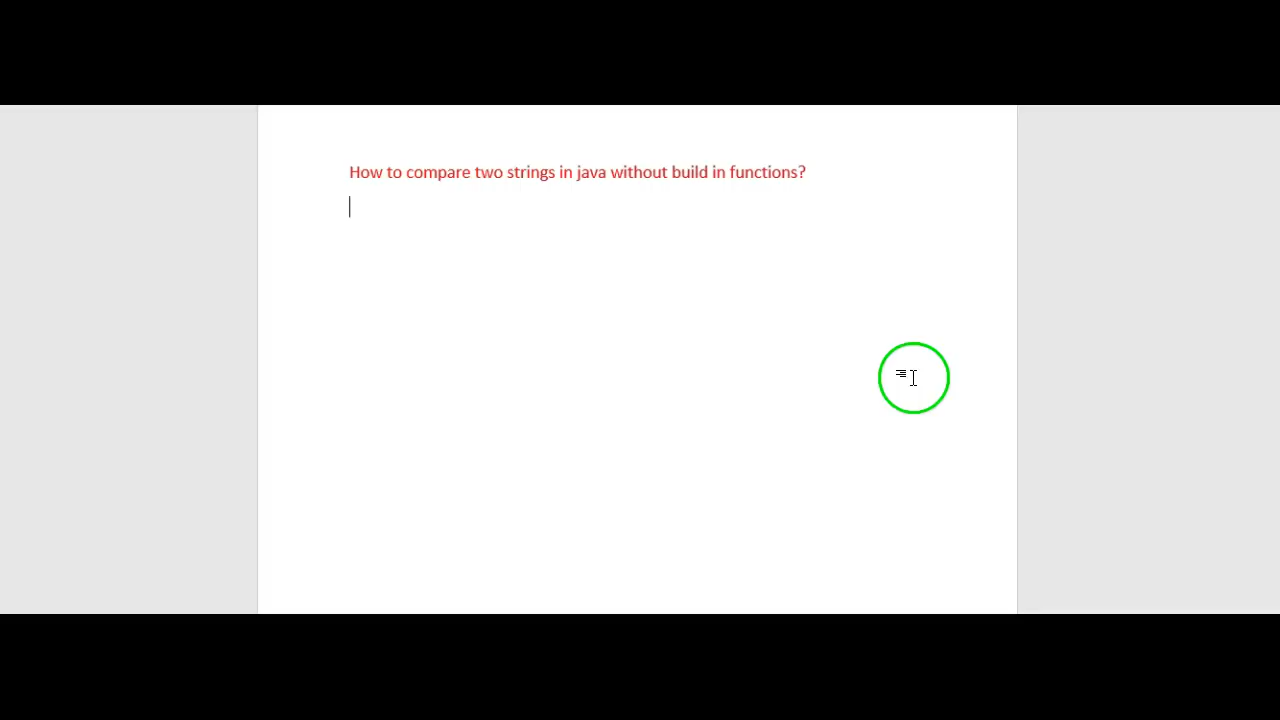 How to compare two strings in java without build in functions?